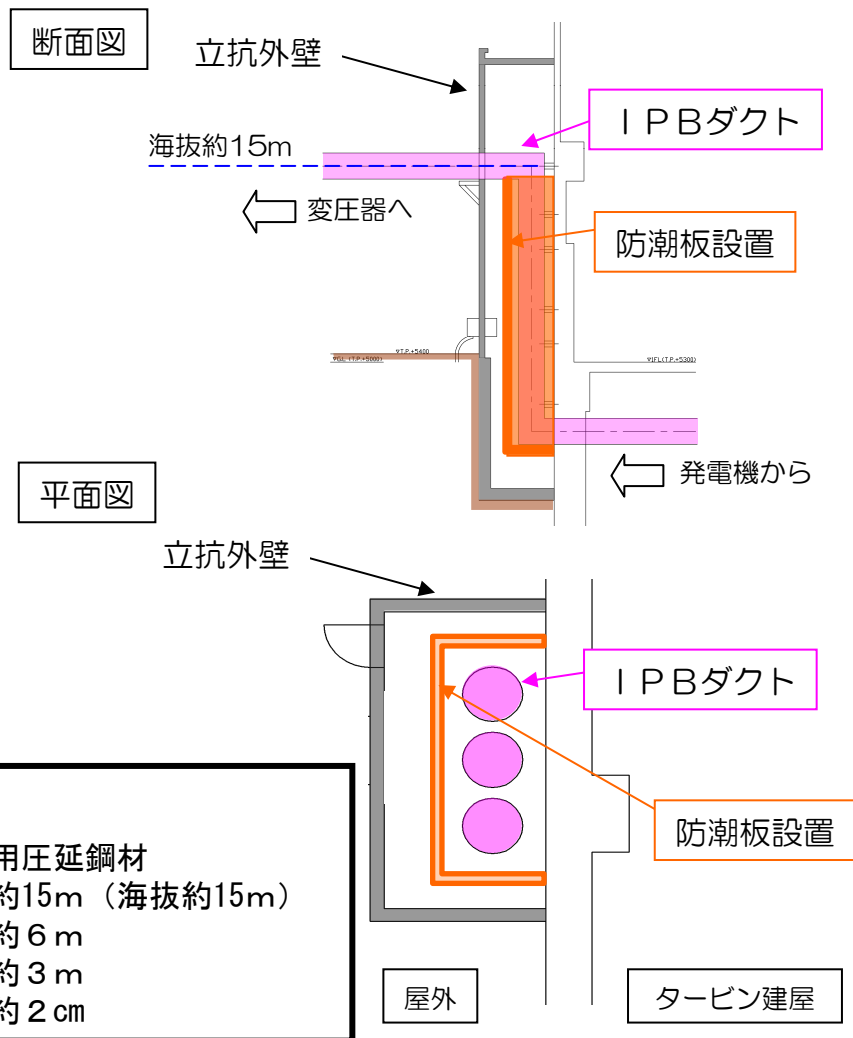 断面図
立抗外壁
ＩＰＢダクト
海抜約15m
変圧器へ
防潮板設置
▽T.P.+5400
▽G.L (T.P.+5000)
▽1FL(T.P.+5300)
発電機から
平面図
立抗外壁
ＩＰＢダクト
防潮板設置
用圧延鋼材
約15ｍ（海抜約15ｍ）
約６ｍ
約３ｍ
約２㎝
屋外
タービン建屋